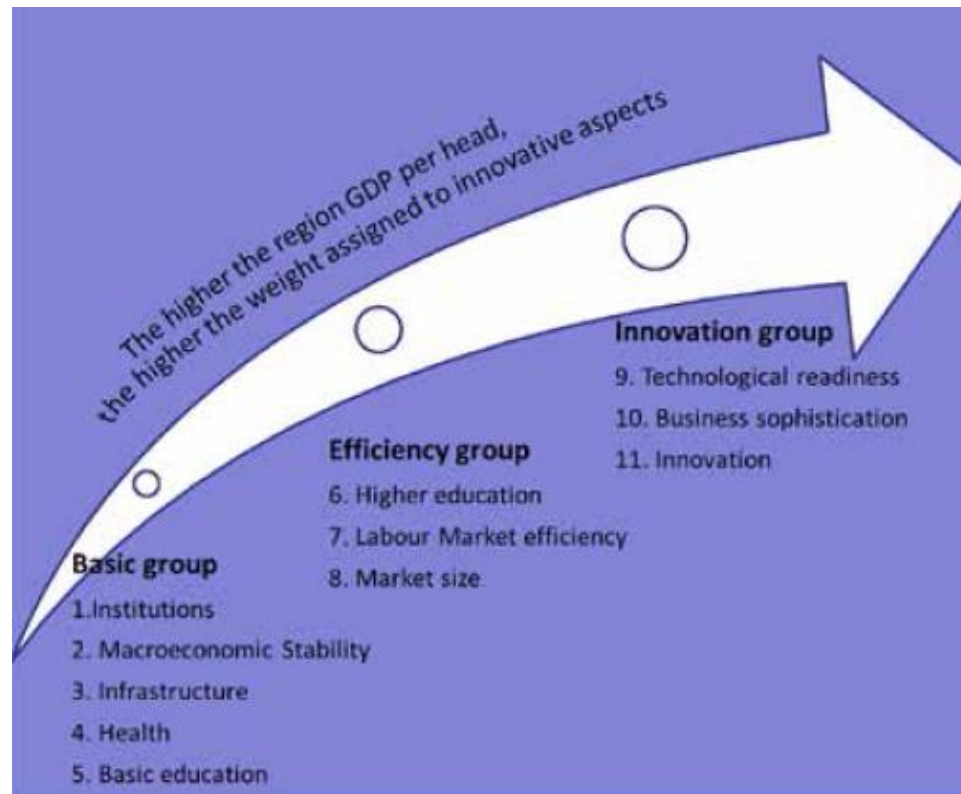 The higher the region GDP per head,
the higher the weight assigned to innovative aspects
Innovation group
9. Technological readiness
10. Business sophistication
11. Innovation
Efficiency group
6. Higher education
7. Labour Market efficiency
8. Market size
Basic group
1.Institutions
2. Macroeconomic Stability
3. Infrastructure
4. Health
5. Basic education